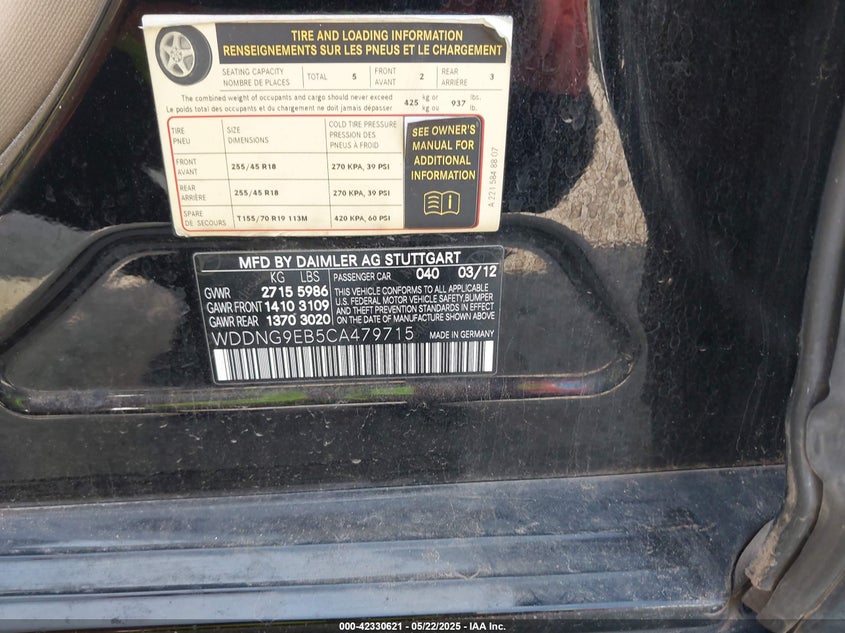 TIRE AND LOADING INFORMATION
RENSEIGNEMENTS SUR LES PNEUS ET LE CHARGEMENT
SEATING CAPACITY TOTAL 5 FRONT 2 REAR 3
NOMBRE DE PLACES AVANT ARRIÈRE
The combined weight of occupants and cargo should never exceed 425 kg or 937 lbs.
Le poids total des occupants et du chargement ne doit jamais dépasser kg ou lb.
TIRE SIZE COLD TIRE PRESSURE
PNEU DIMENSIONS PRESSION DES
PNEUS À FROID
FRONT 255/45 R18 270 KPA, 39 PSI
AVANT
REAR 255/45 R18 270 KPA, 39 PSI
ARRIÈRE
SPARE T155/70 R19 113M 420 KPA, 60 PSI
DE SECOURS
SEE OWNER'S
MANUAL FOR
ADDITIONAL
INFORMATION
A 221 584 88 07
MFD BY DAIMLER AG STUTTGART
KG LBS PASSENGER CAR 040 03/12
GVWR 2715 5986
GAWR FRONT 1410 3109
GAWR REAR 1370 3020
THIS VEHICLE CONFORMS TO ALL APPLICABLE
U.S. FEDERAL MOTOR VEHICLE SAFETY, BUMPER
AND THEFT PREVENTION STANDARDS IN EFFECT
ON THE DATE OF MANUFACTURE SHOWN ABOVE
WDDNG9EB5CA479715 MADE IN GERMANY
000-42330621 - 05/22/2025 - IAA Inc.